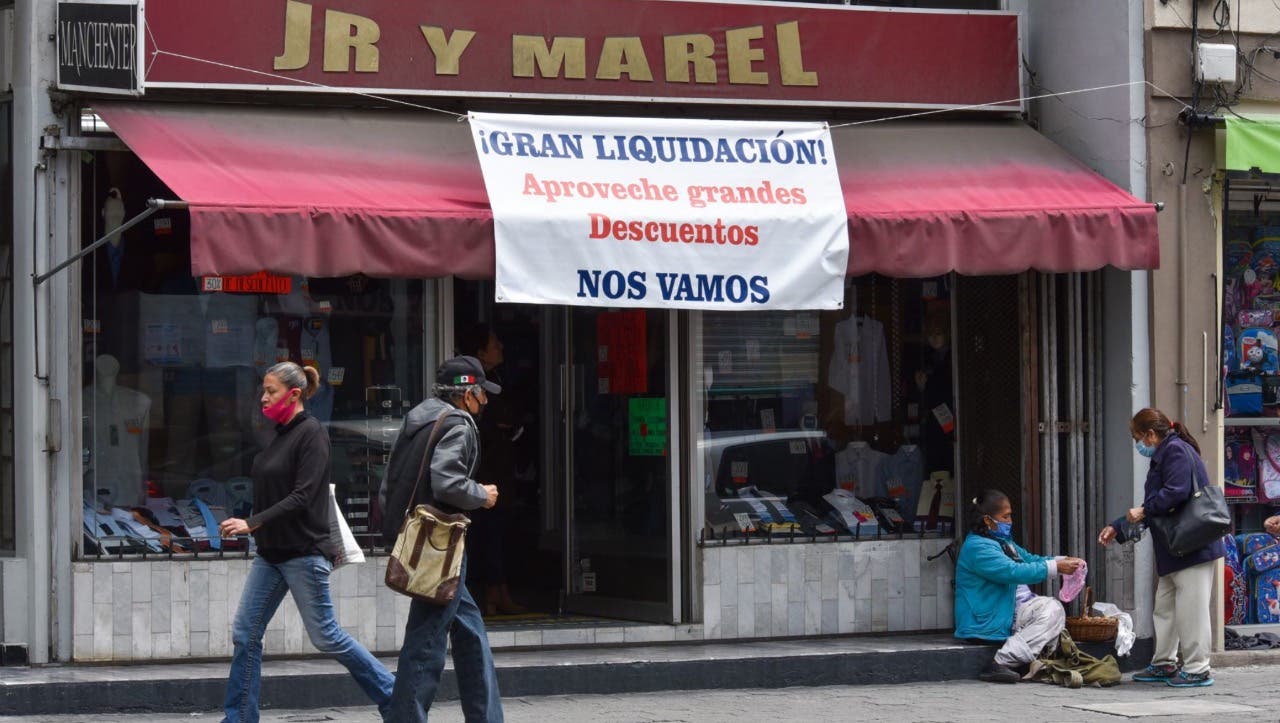 MANCHESTER
JR Y MAREL
¡GRAN LIQUIDACIÓN!
Aproveche grandes
Descuentos
NOS VAMOS